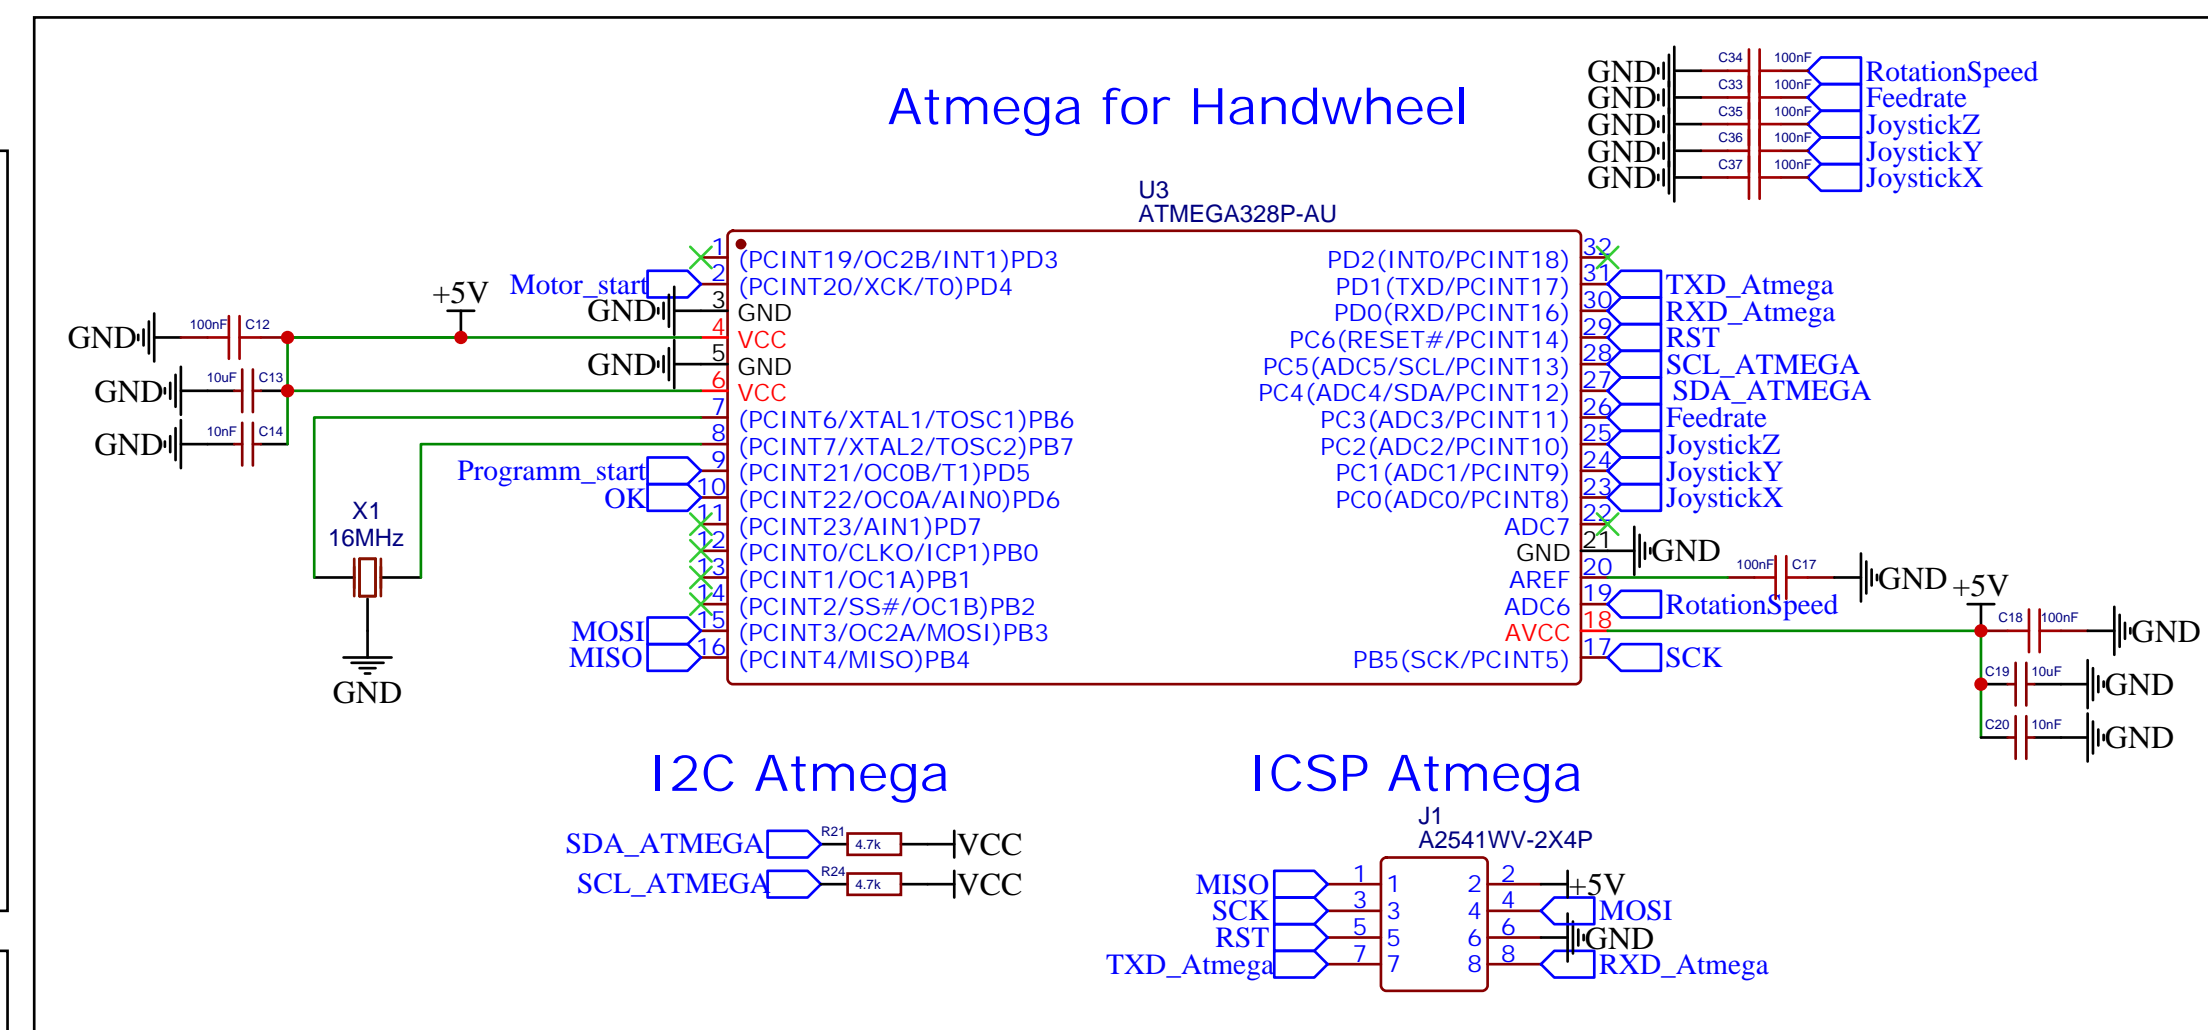 Atmega for Handwheel
GND C34 100nF RotationSpeed
GND C33 100nF Feedrate
GND C35 100nF JoystickZ
GND C36 100nF JoystickY
GND C37 100nF JoystickX
U3
ATMEGA328P-AU
1 (PCINT19/OC2B/INT1)PD3
Motor_start 2 (PCINT20/XCK/T0)PD4
GND 3 GND
+5V
GND 100nF C12 4 VCC
GND 5 GND
GND 10uF C13 6 VCC
7 (PCINT6/XTAL1/TOSC1)PB6
GND 10nF C14 8 (PCINT7/XTAL2/TOSC2)PB7
Programm_start 9 (PCINT21/OC0B/T1)PD5
OK 10 (PCINT22/OC0A/AIN0)PD6
11 (PCINT23/AIN1)PD7
12 (PCINT0/CLKO/ICP1)PB0
13 (PCINT1/OC1A)PB1
14 (PCINT2/SS#/OC1B)PB2
MOSI 15 (PCINT3/OC2A/MOSI)PB3
MISO 16 (PCINT4/MISO)PB4
X1
16MHz
GND
PD2(INT0/PCINT18) 32
PD1(TXD/PCINT17) 31 TXD_Atmega
PD0(RXD/PCINT16) 30 RXD_Atmega
PC6(RESET#/PCINT14) 29 RST
PC5(ADC5/SCL/PCINT13) 28 SCL_ATMEGA
PC4(ADC4/SDA/PCINT12) 27 SDA_ATMEGA
PC3(ADC3/PCINT11) 26 Feedrate
PC2(ADC2/PCINT10) 25 JoystickZ
PC1(ADC1/PCINT9) 24 JoystickY
PC0(ADC0/PCINT8) 23 JoystickX
ADC7 22
GND 21 GND
AREF 20 100nF C17 GND
ADC6 19 RotationSpeed
AVCC 18
PB5(SCK/PCINT5) 17 SCK
+5V
C18 100nF GND
C19 10uF GND
C20 10nF GND
I2C Atmega
SDA_ATMEGA R21 4.7k VCC
SCL_ATMEGA R24 4.7k VCC
ICSP Atmega
J1
A2541WV-2X4P
MISO 1 1 2 2 +5V
SCK 3 3 4 4 MOSI
RST 5 5 6 6 GND
TXD_Atmega 7 7 8 8 RXD_Atmega